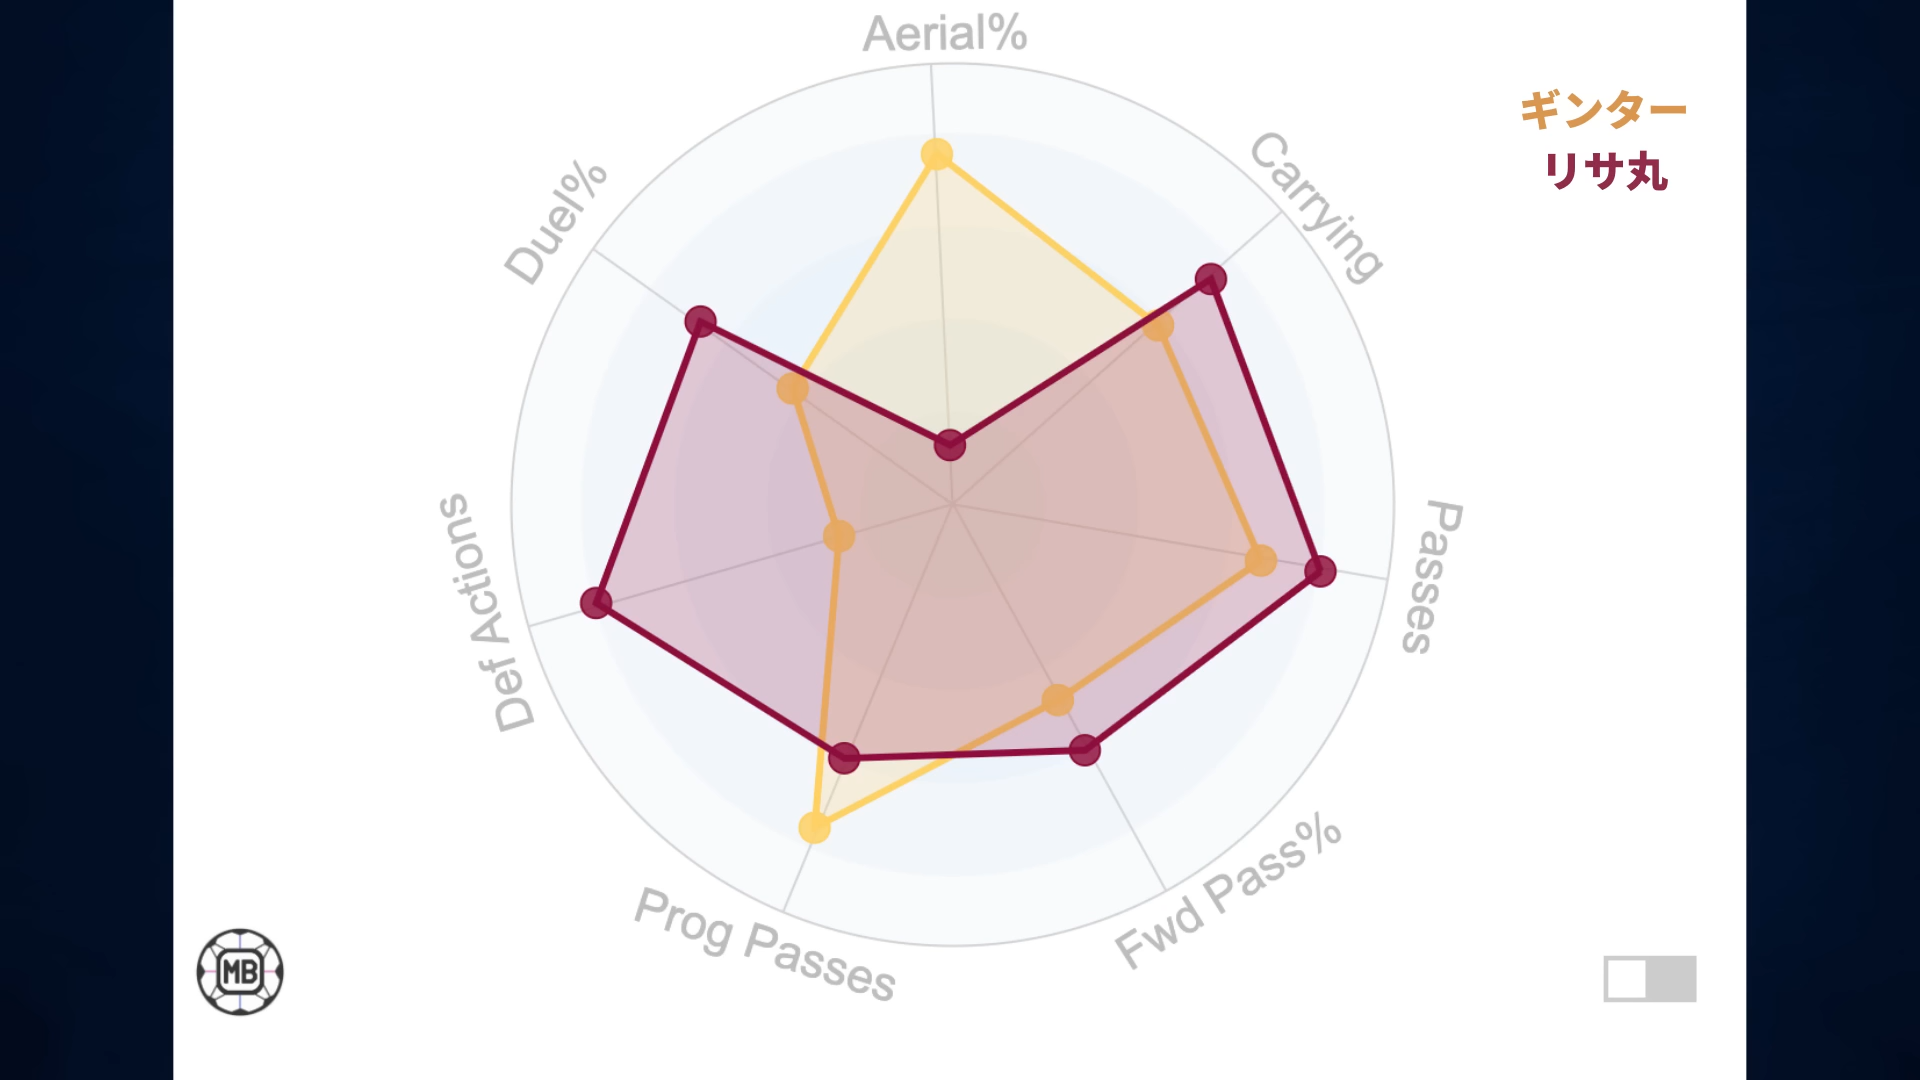 Aerial%
Carrying
Passes
Fwd Pass%
Prog Passes
Def Actions
Duel%
ギンター
リサ丸
MB